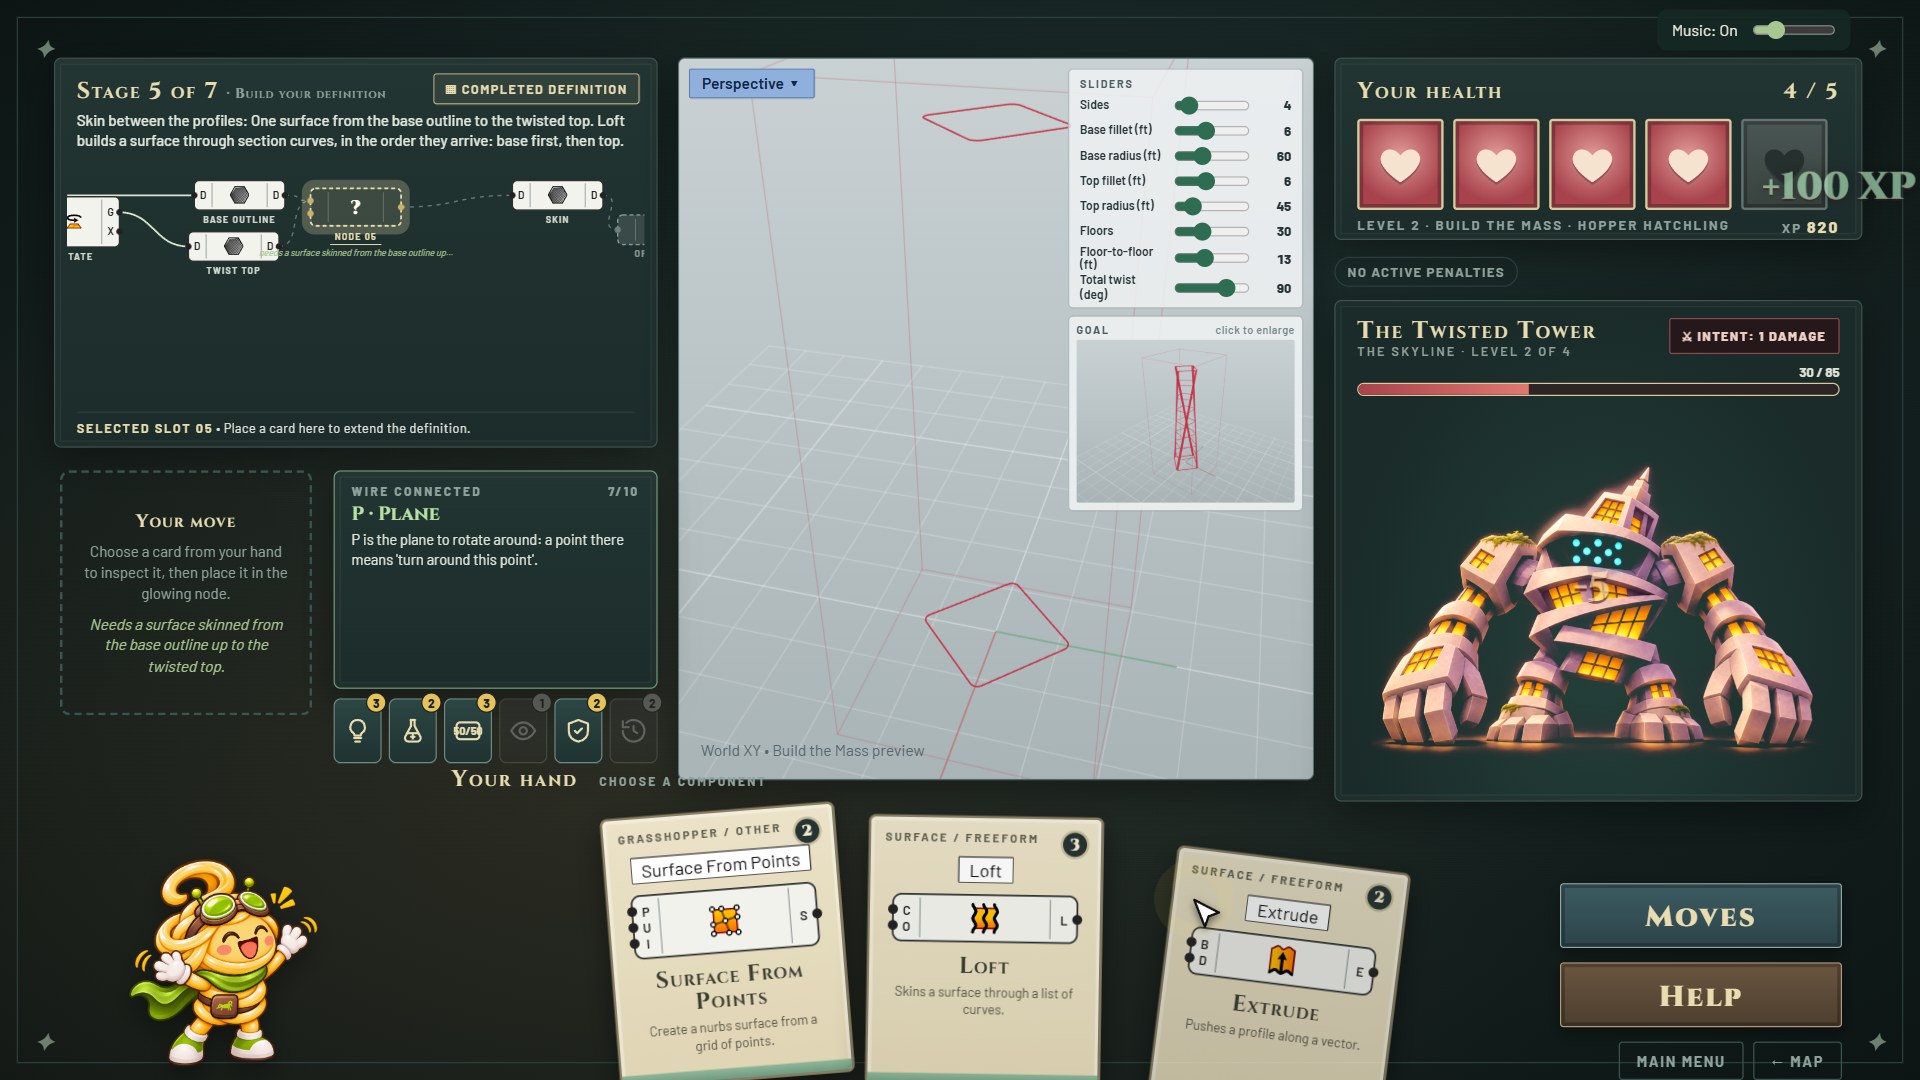 Music: On
STAGE 5 OF 7 · BUILD YOUR DEFINITION
COMPLETED DEFINITION
Skin between the profiles: One surface from the base outline to the twisted top. Loft
builds a surface through section curves, in the order they arrive: base first, then top.
G
X
TATE
D
D
BASE OUTLINE
D
D
TWIST TOP
?
NODE 05
needs a surface skinned from the base outline up...
D
D
SKIN
SELECTED SLOT 05 • Place a card here to extend the definition.
YOUR MOVE
Choose a card from your hand
to inspect it, then place it in the
glowing node.
Needs a surface skinned from
the base outline up to the
twisted top.
WIRE CONNECTED
7/10
P · PLANE
P is the plane to rotate around: a point there
means 'turn around this point'.
3
2
3
50/50
1
2
2
YOUR HAND
CHOOSE A COMPONENT
Perspective ▼
SLIDERS
Sides 4
Base fillet (ft) 6
Base radius (ft) 60
Top fillet (ft) 6
Top radius (ft) 45
Floors 30
Floor-to-floor
(ft) 13
Total twist
(deg) 90
GOAL
click to enlarge
World XY • Build the Mass preview
YOUR HEALTH
4 / 5
+100 XP
LEVEL 2 · BUILD THE MASS · HOPPER HATCHLING
XP 820
NO ACTIVE PENALTIES
THE TWISTED TOWER
THE SKYLINE · LEVEL 2 OF 4
INTENT: 1 DAMAGE
30 / 85
-5
GRASSHOPPER / OTHER
2
Surface From Points
P
U
I
S
SURFACE FROM
POINTS
Create a nurbs surface from a
grid of points.
SURFACE / FREEFORM
3
Loft
C
O
L
LOFT
Skins a surface through a list of
curves.
SURFACE / FREEFORM
2
Extrude
B
D
E
EXTRUDE
Pushes a profile along a vector.
MOVES
HELP
MAIN MENU
← MAP